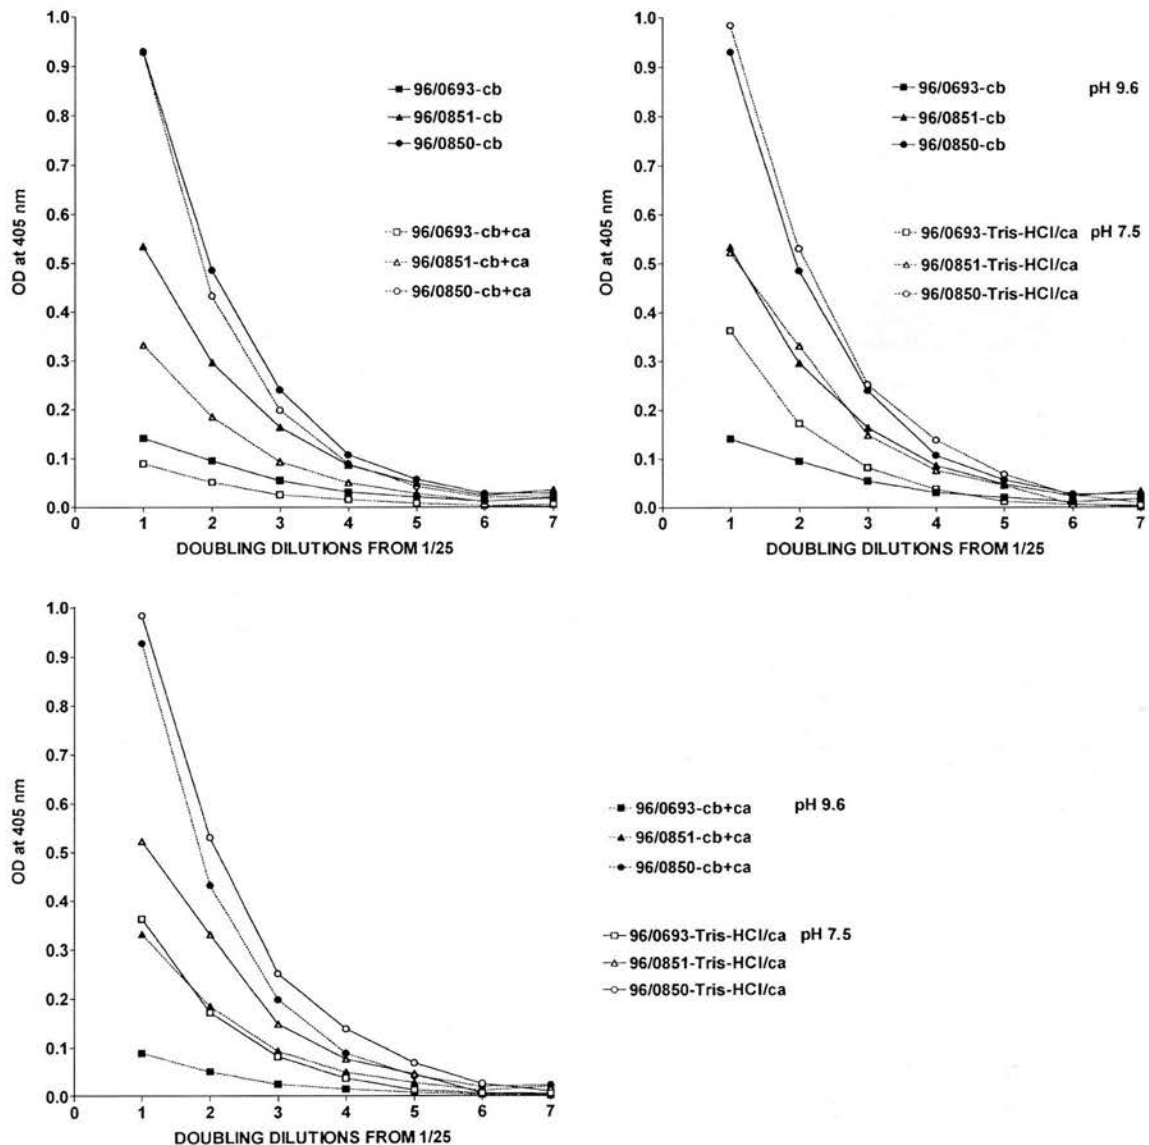 1.0
0.9
0.8
0.7
0.6
0.5
0.4
0.3
0.2
0.1
0.0
OD at 405 nm
0 1 2 3 4 5 6 7
DOUBLING DILUTIONS FROM 1/25
96/0693-cb
96/0851-cb
96/0850-cb
96/0693-cb+ca
96/0851-cb+ca
96/0850-cb+ca
1.0
0.9
0.8
0.7
0.6
0.5
0.4
0.3
0.2
0.1
0.0
OD at 405 nm
0 1 2 3 4 5 6 7
DOUBLING DILUTIONS FROM 1/25
96/0693-cb pH 9.6
96/0851-cb
96/0850-cb
96/0693-Tris-HCl/ca pH 7.5
96/0851-Tris-HCl/ca
96/0850-Tris-HCl/ca
1.0
0.9
0.8
0.7
0.6
0.5
0.4
0.3
0.2
0.1
0.0
OD at 405 nm
0 1 2 3 4 5 6 7
DOUBLING DILUTIONS FROM 1/25
96/0693-cb+ca pH 9.6
96/0851-cb+ca
96/0850-cb+ca
96/0693-Tris-HCl/ca pH 7.5
96/0851-Tris-HCl/ca
96/0850-Tris-HCl/ca